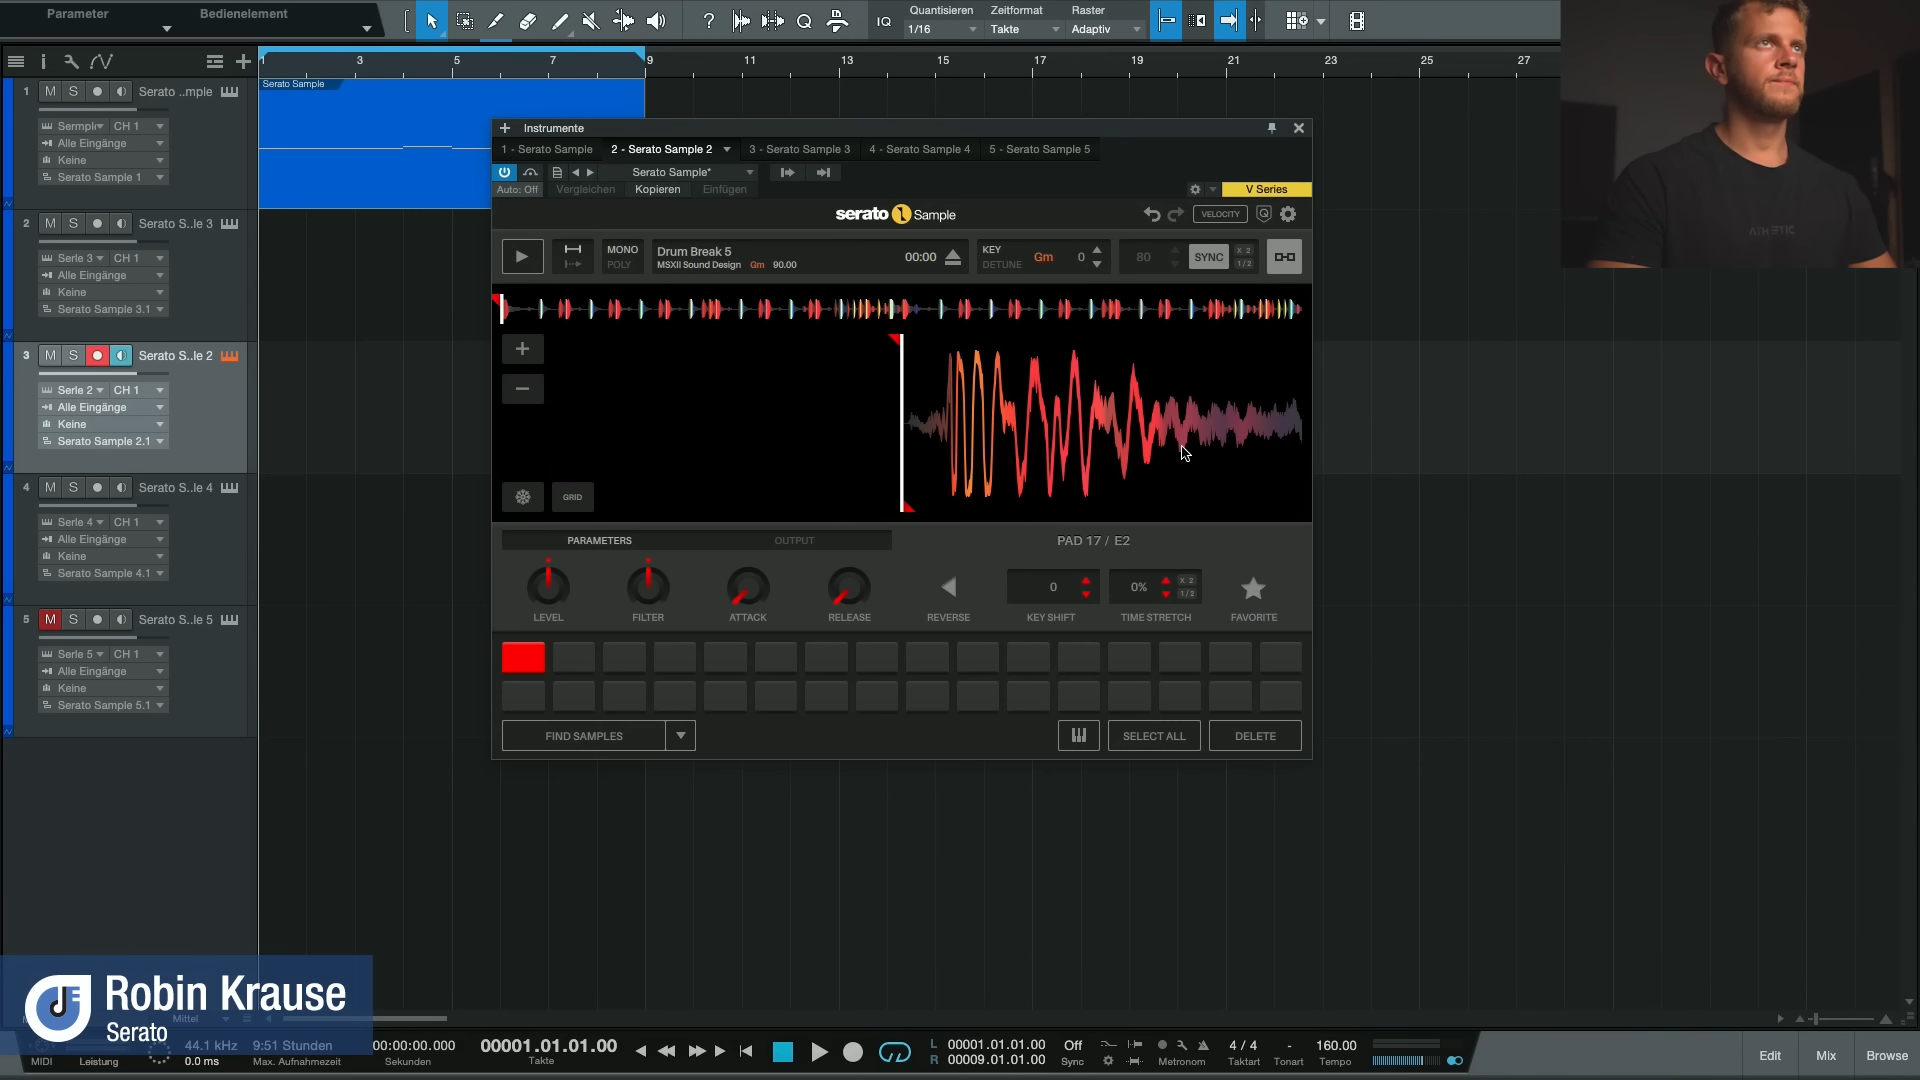 Parameter
Bedienelement
IQ
Quantisieren
Zeitformat
Raster
1/16
Takte
Adaptiv
1
3
5
7
9
11
13
15
17
19
21
23
25
27
1 M S Serato ..mple
CH 1
Alle Eingänge
Keine
Serato Sample 1
2 M S Serato S..le 3
Serle 3 CH 1
Alle Eingänge
Keine
Serato Sample 3.1
3 M S Serato S..le 2
Serle 2 CH 1
Alle Eingänge
Keine
Serato Sample 2.1
4 M S Serato S..le 4
Serle 4 CH 1
Alle Eingänge
Keine
Serato Sample 4.1
5 M S Serato S..le 5
Serle 5 CH 1
Alle Eingänge
Keine
Serato Sample 5.1
Serato Sample
Instrumente
1 - Serato Sample
2 - Serato Sample 2
3 - Serato Sample 3
4 - Serato Sample 4
5 - Serato Sample 5
Serato Sample*
Auto: Off
Vergleichen
Kopieren
Einfügen
V Series
serato Sample
VELOCITY
MONO
POLY
Drum Break 5
MSXII Sound Design Gm 90.00
00:00
KEY
DETUNE
Gm
0
80
SYNC
X 2
1/2
GRID
PARAMETERS
OUTPUT
PAD 17 / E2
0
0%
X 2
1/2
LEVEL
FILTER
ATTACK
RELEASE
REVERSE
KEY SHIFT
TIME STRETCH
FAVORITE
FIND SAMPLES
SELECT ALL
DELETE
Robin Krause
Serato
Mittel
MIDI
Leistung
44.1 kHz
0.0 ms
9:51 Stunden
Max. Aufnahmezeit
00:00:00.000
Sekunden
00001.01.01.00
Takte
L 00001.01.01.00
R 00009.01.01.00
Off
Sync
Metronom
4 / 4
Taktart
-
Tonart
160.00
Tempo
Edit
Mix
Browse